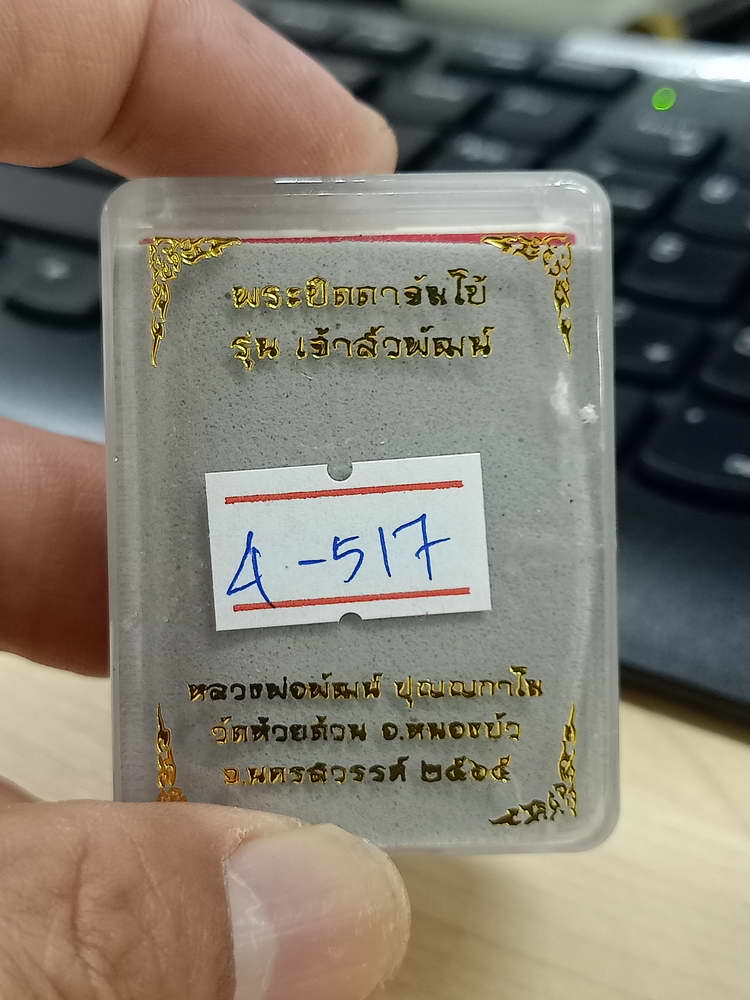 พระปิดตาจัมโบ้
รุ่น เจ้าสัวพัฒน์
4-517
หลวงพ่อพัฒน์ ปุญญกาโม
วัดห้วยด้วน อ.หนองบัว
จ.นครสวรรค์ ๒๕๖๕